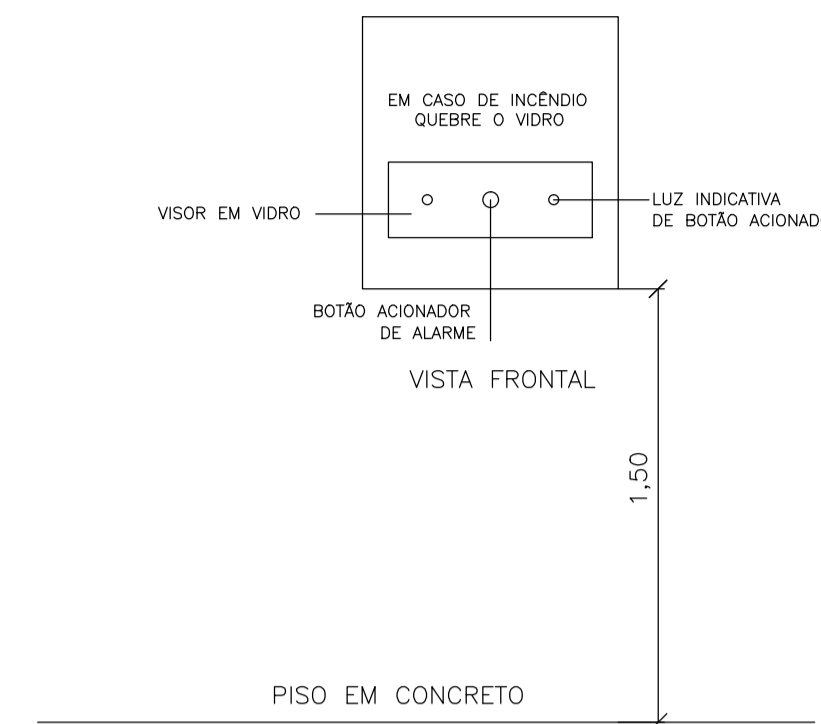 EM CASO DE INCÊNDIO
QUEBRE O VIDRO
VISOR EM VIDRO
LUZ INDICATIVA
DE BOTÃO ACIONAD
BOTÃO ACIONADOR
DE ALARME
VISTA FRONTAL
1,50
PISO EM CONCRETO